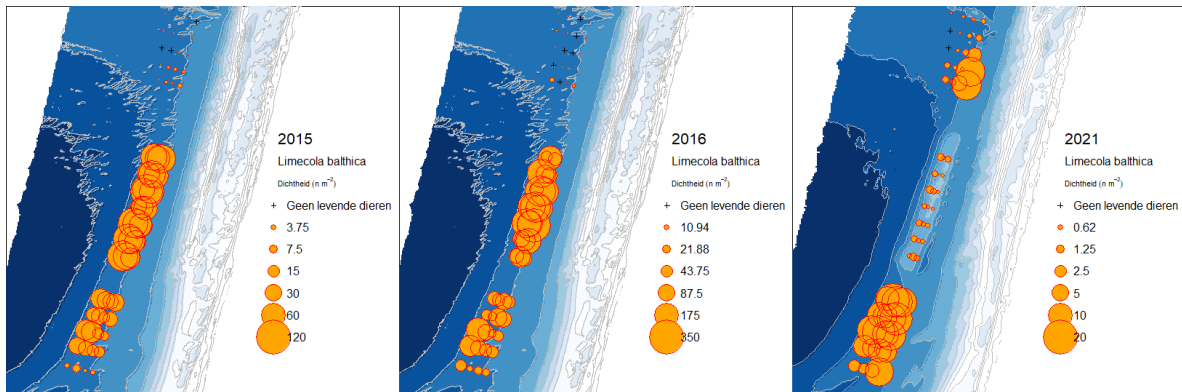 2015
Limecola balthica
Dichtheid (n m⁻²)
Geen levende dieren
3.75
7.5
15
30
60
120
2016
Limecola balthica
Dichtheid (n m⁻²)
Geen levende dieren
10.94
21.88
43.75
87.5
175
350
2021
Limecola balthica
Dichtheid (n m⁻²)
Geen levende dieren
0.62
1.25
2.5
5
10
20